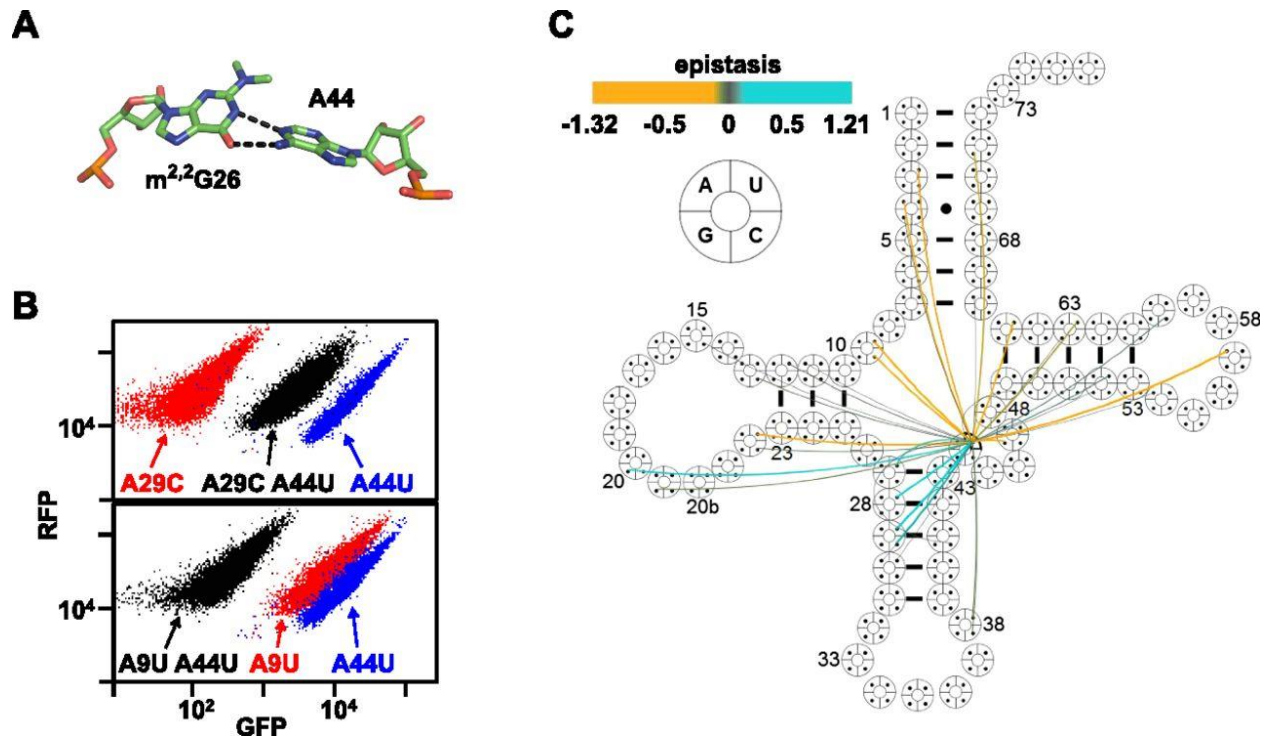 A
A44
m2,2G26
B
10^4
A29C A29C A44U A44U
RFP
10^4
A9U A44U A9U A44U
10^2 10^4
GFP
C
epistasis
-1.32 -0.5 0 0.5 1.21
A U
G C
1
73
5
68
10
15
63
58
20
20b
23
48
53
28
43
33
38